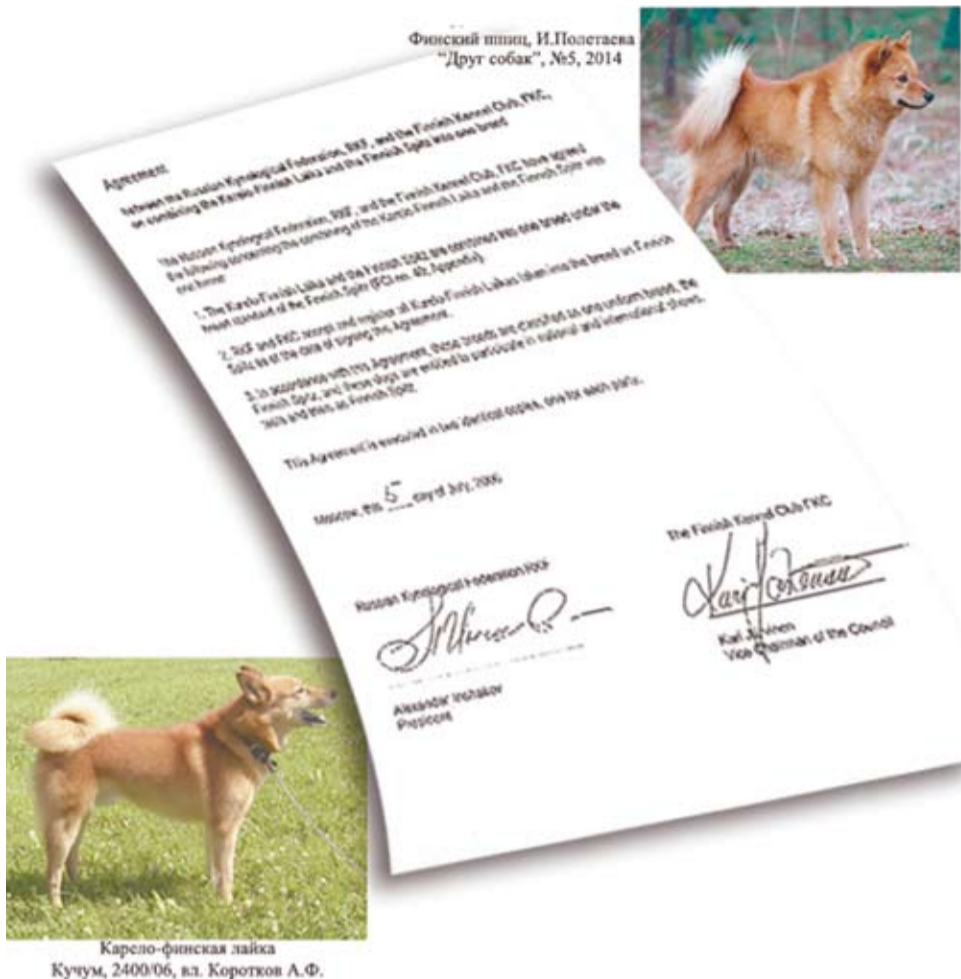 Финский шпиц, И.Полетаева
"Друг собак", №5, 2014
Agreement
between the Russian Kynological Federation, RKF, and the Finnish Kennel Club, FKC,
on combining the Karelo-Finnish Laika and the Finnish Spitz into one breed
The Russian Kynological Federation, RKF, and the Finnish Kennel Club, FKC have agreed
the following concerning the combining of the Karelo Finnish Laika and the Finnish Spitz into
one breed
1. The Karelo Finnish Laika and the Finnish Spitz are combined into one breed under the
breed standard of the Finnish Spitz (FCI no. 49, Appendix).
2. RKF and FKC accept and register all Karelo Finnish Laikas taken into the breed as Finnish
Spitz as of the date of signing this Agreement.
3. In accordance with this Agreement, these breeds are classified as one uniform breed, the
Finnish Spitz, and these dogs are entitled to participate in national and international shows,
and as Finnish Spitz.
This Agreement is executed in two identical copies, one for each party.
Moscow, this 5 day of July, 2006
The Finnish Kennel Club FKC
Russian Kynological Federation RKF
Kari Järvinen
Vice Chairman of the Council
Alexander Inshakov
President
Карело-финская лайка
Кучум, 2400/06, вл. Коротков А.Ф.